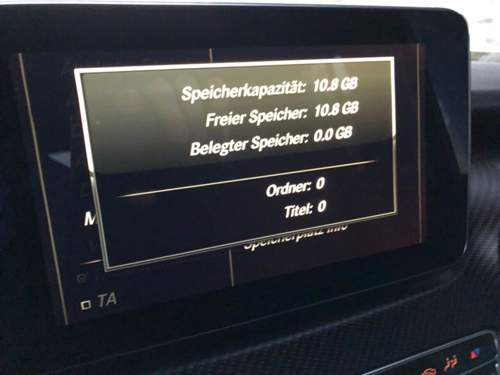 Speicherkapazität: 10.8 GB
Freier Speicher: 10.8 GB
Belegter Speicher: 0.0 GB
Ordner: 0
Titel: 0
M
Speicherplatz Info
TA